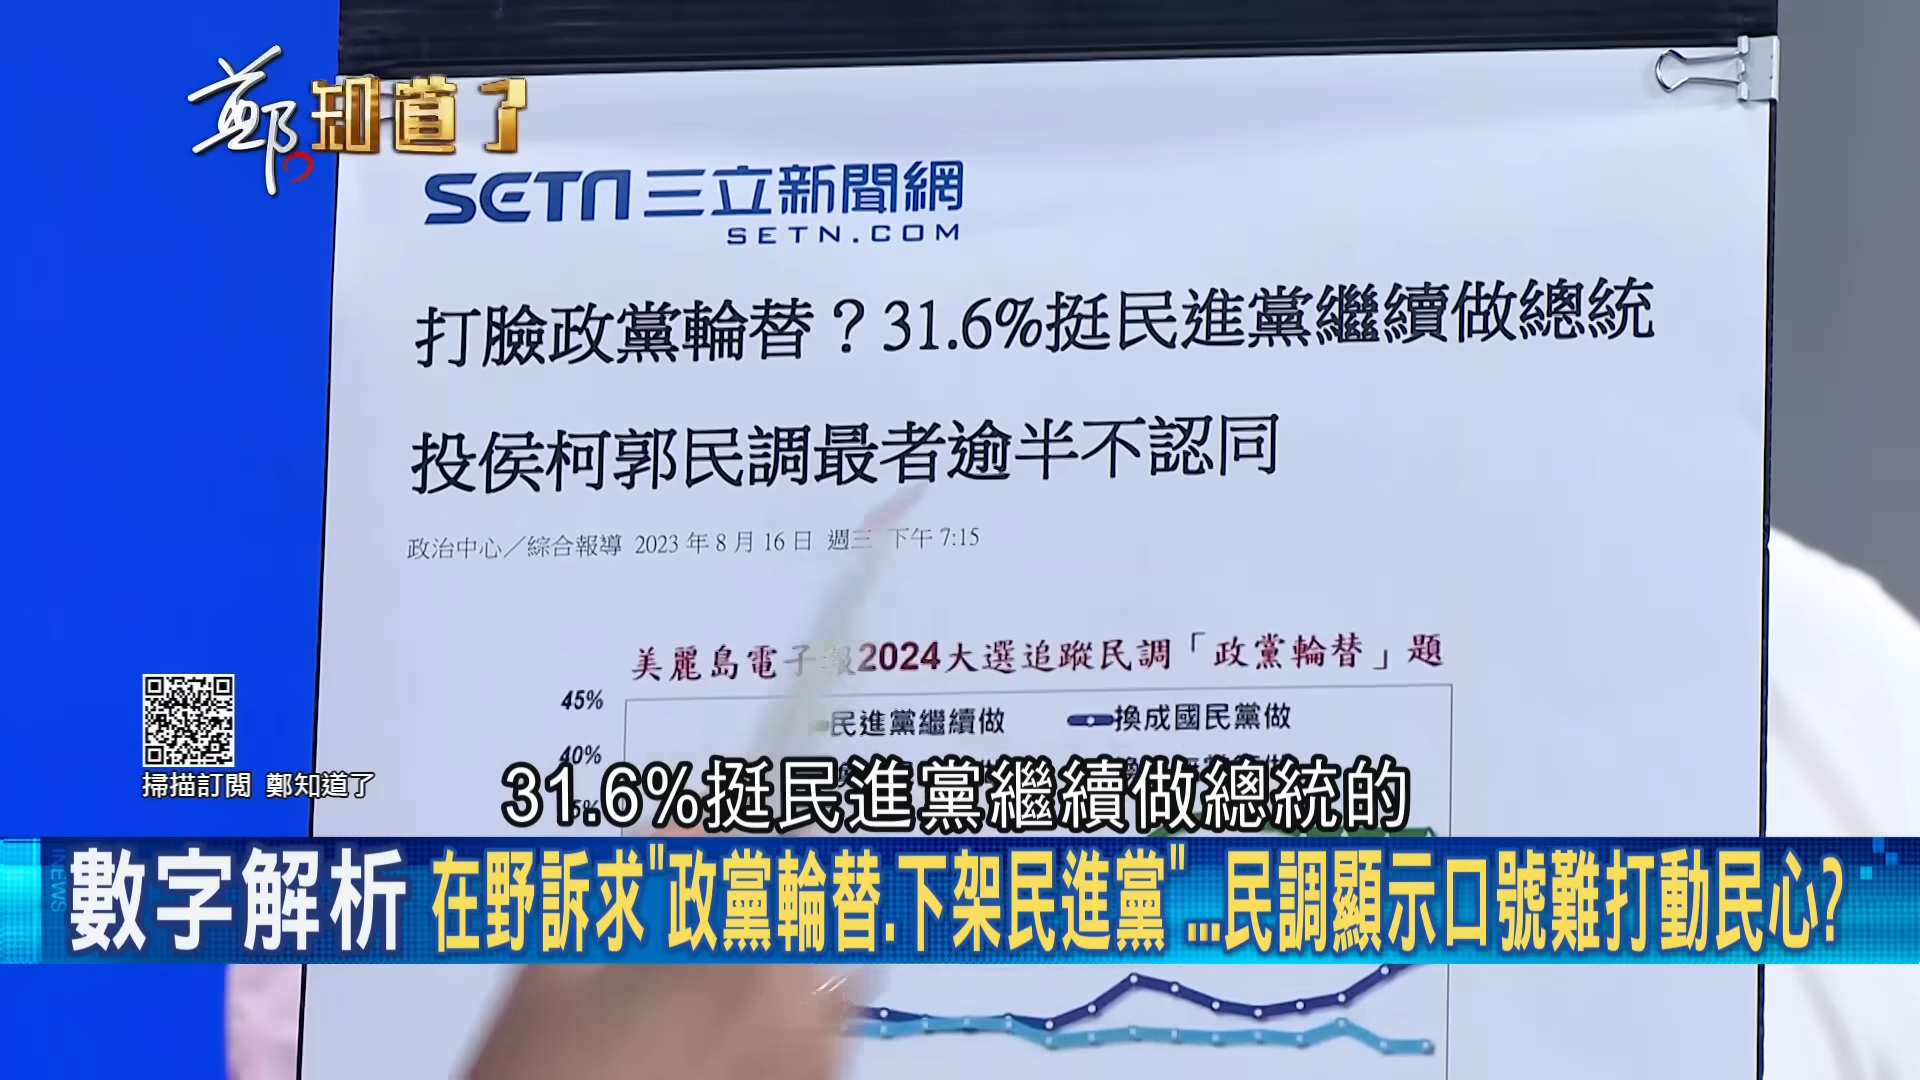 鄭知道了
SETN三立新聞網
SETN.COM
打臉政黨輪替？31.6%挺民進黨繼續做總統
投侯柯郭民調最者逾半不認同
政治中心／綜合報導 2023 年 8 月 16 日 週三 下午 7:15
美麗島電子報2024大選追蹤民調「政黨輪替」題
45%
民進黨繼續做
換成國民黨做
40%
掃描訂閱 鄭知道了
31.6%挺民進黨繼續做總統的
INEWS
數字解析
在野訴求"政黨輪替.下架民進黨"...民調顯示口號難打動民心?